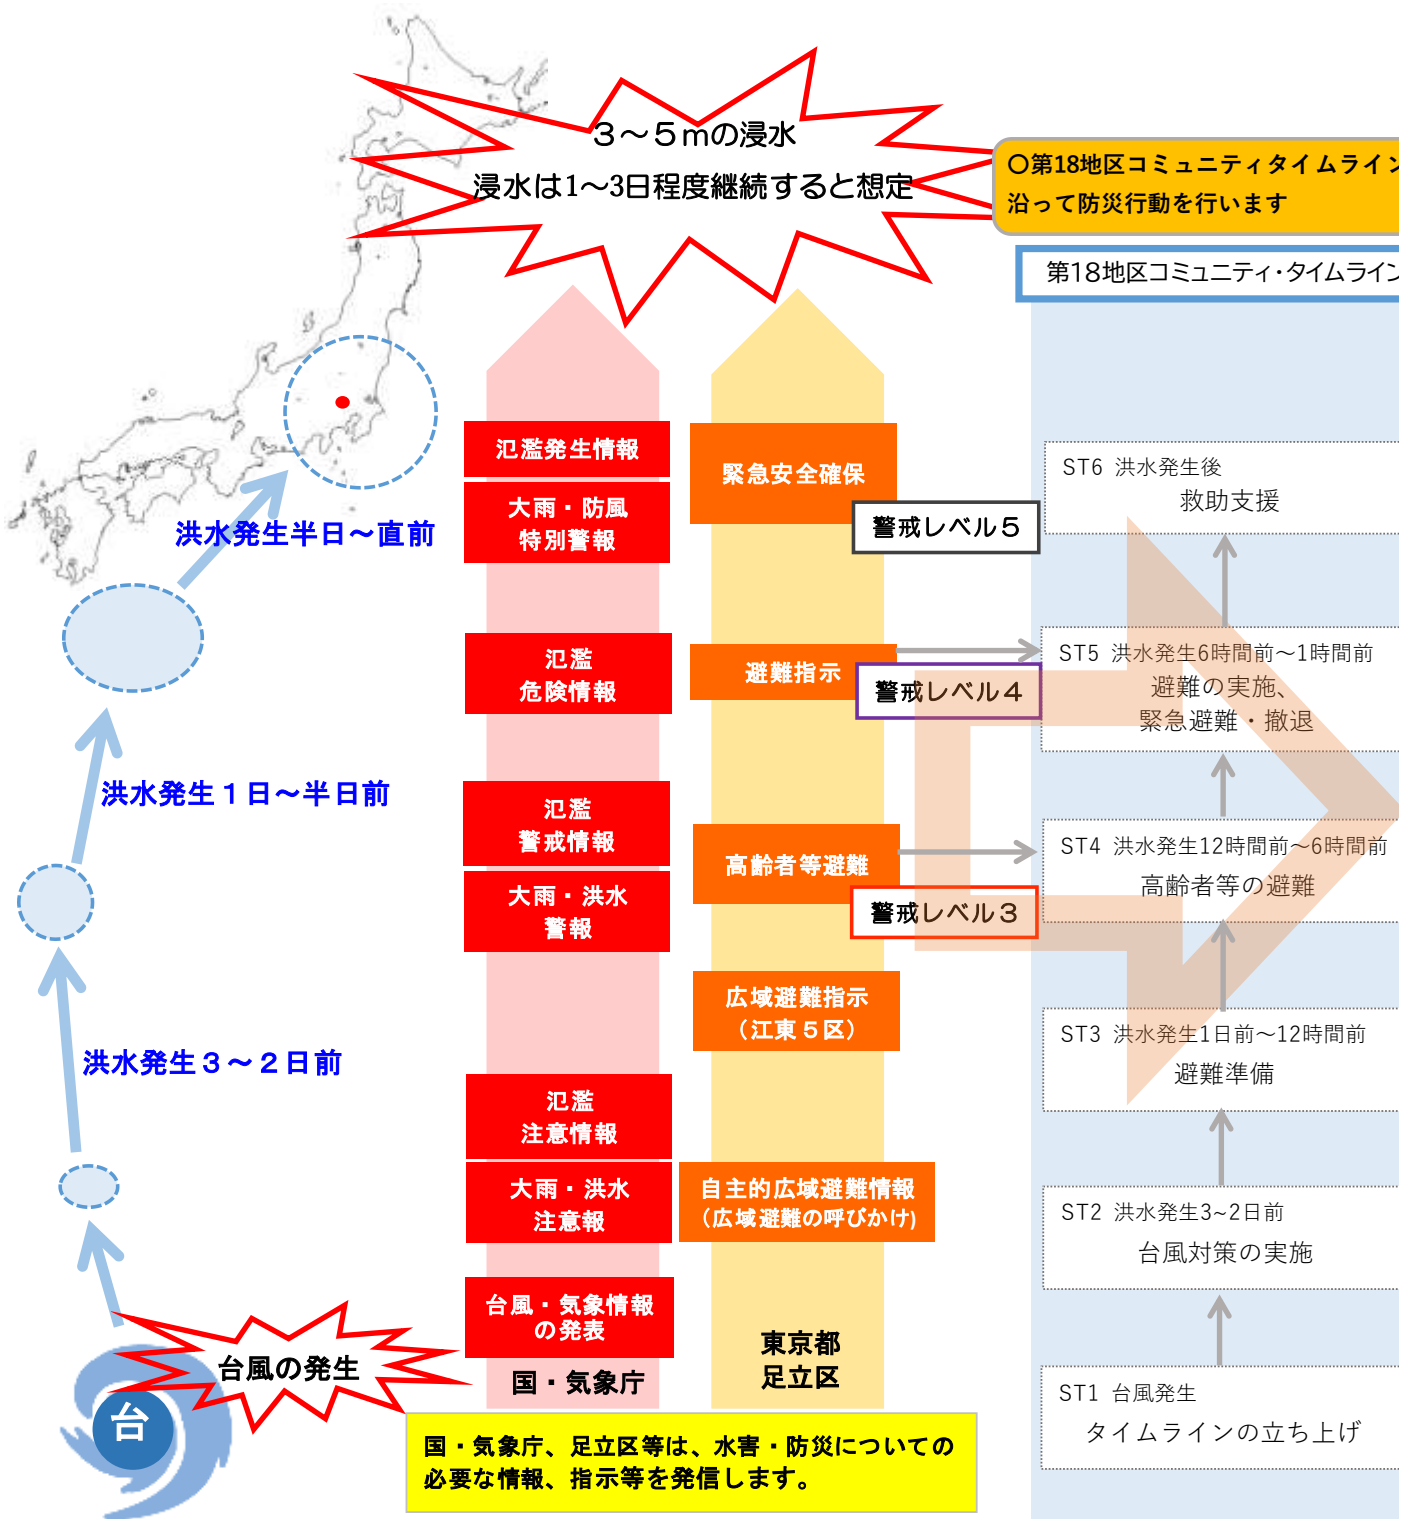 3～5mの浸水
浸水は1～3日程度継続すると想定
〇第18地区コミュニティタイムライン
沿って防災行動を行います
第18地区コミュニティ・タイムライン
氾濫発生情報
大雨・防風
特別警報
氾濫
危険情報
氾濫
警戒情報
大雨・洪水
警報
氾濫
注意情報
大雨・洪水
注意報
台風・気象情報
の発表
国・気象庁
緊急安全確保
警戒レベル５
避難指示
警戒レベル４
高齢者等避難
警戒レベル３
広域避難指示
（江東５区）
自主的広域避難情報
（広域避難の呼びかけ)
東京都
足立区
ST6 洪水発生後
救助支援
ST5 洪水発生6時間前～1時間前
避難の実施、
緊急避難・撤退
ST4 洪水発生12時間前～6時間前
高齢者等の避難
ST3 洪水発生1日前～12時間前
避難準備
ST2 洪水発生3~2日前
台風対策の実施
ST1 台風発生
タイムラインの立ち上げ
洪水発生半日～直前
洪水発生１日～半日前
洪水発生３～２日前
台風の発生
台
国・気象庁、足立区等は、水害・防災についての
必要な情報、指示等を発信します。